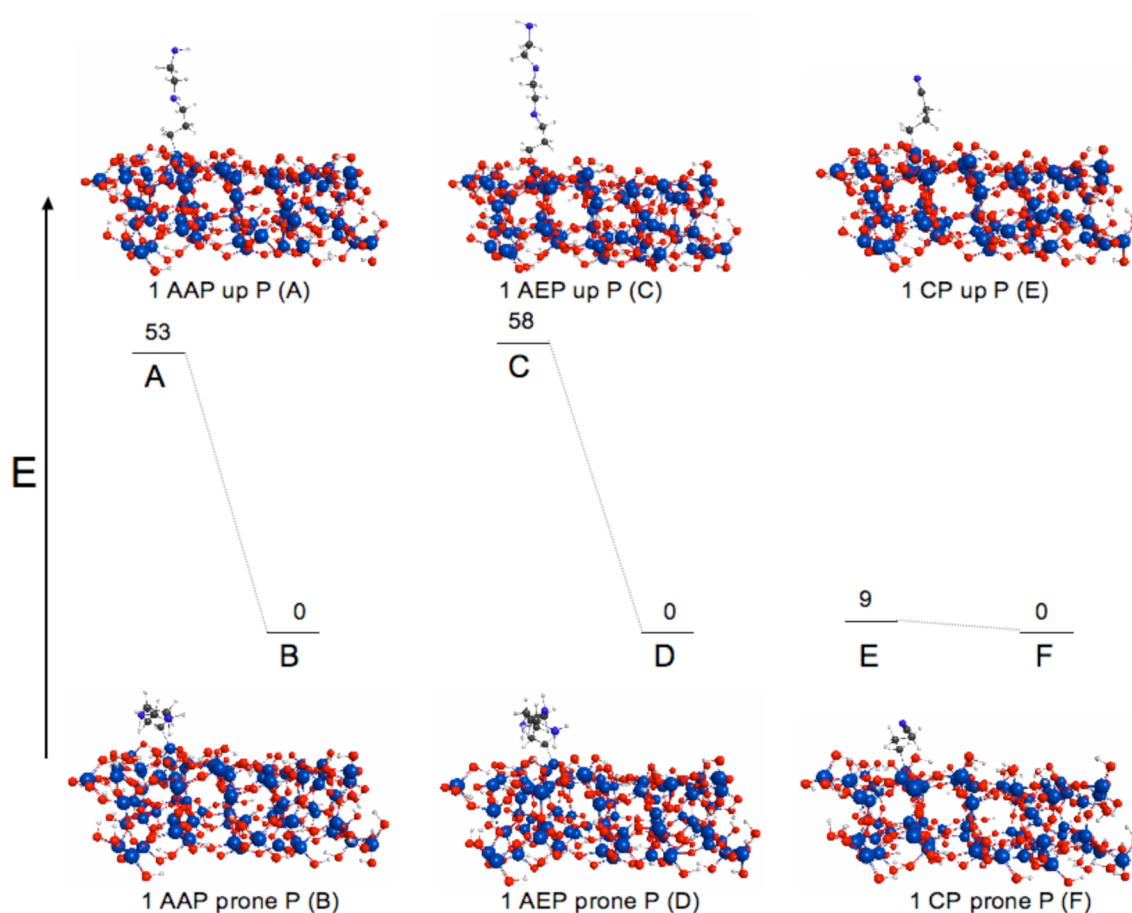 1 AAP up P (A)
1 AEP up P (C)
1 CP up P (E)
53
A
58
C
E
0
B
0
D
9
E
0
F
1 AAP prone P (B)
1 AEP prone P (D)
1 CP prone P (F)